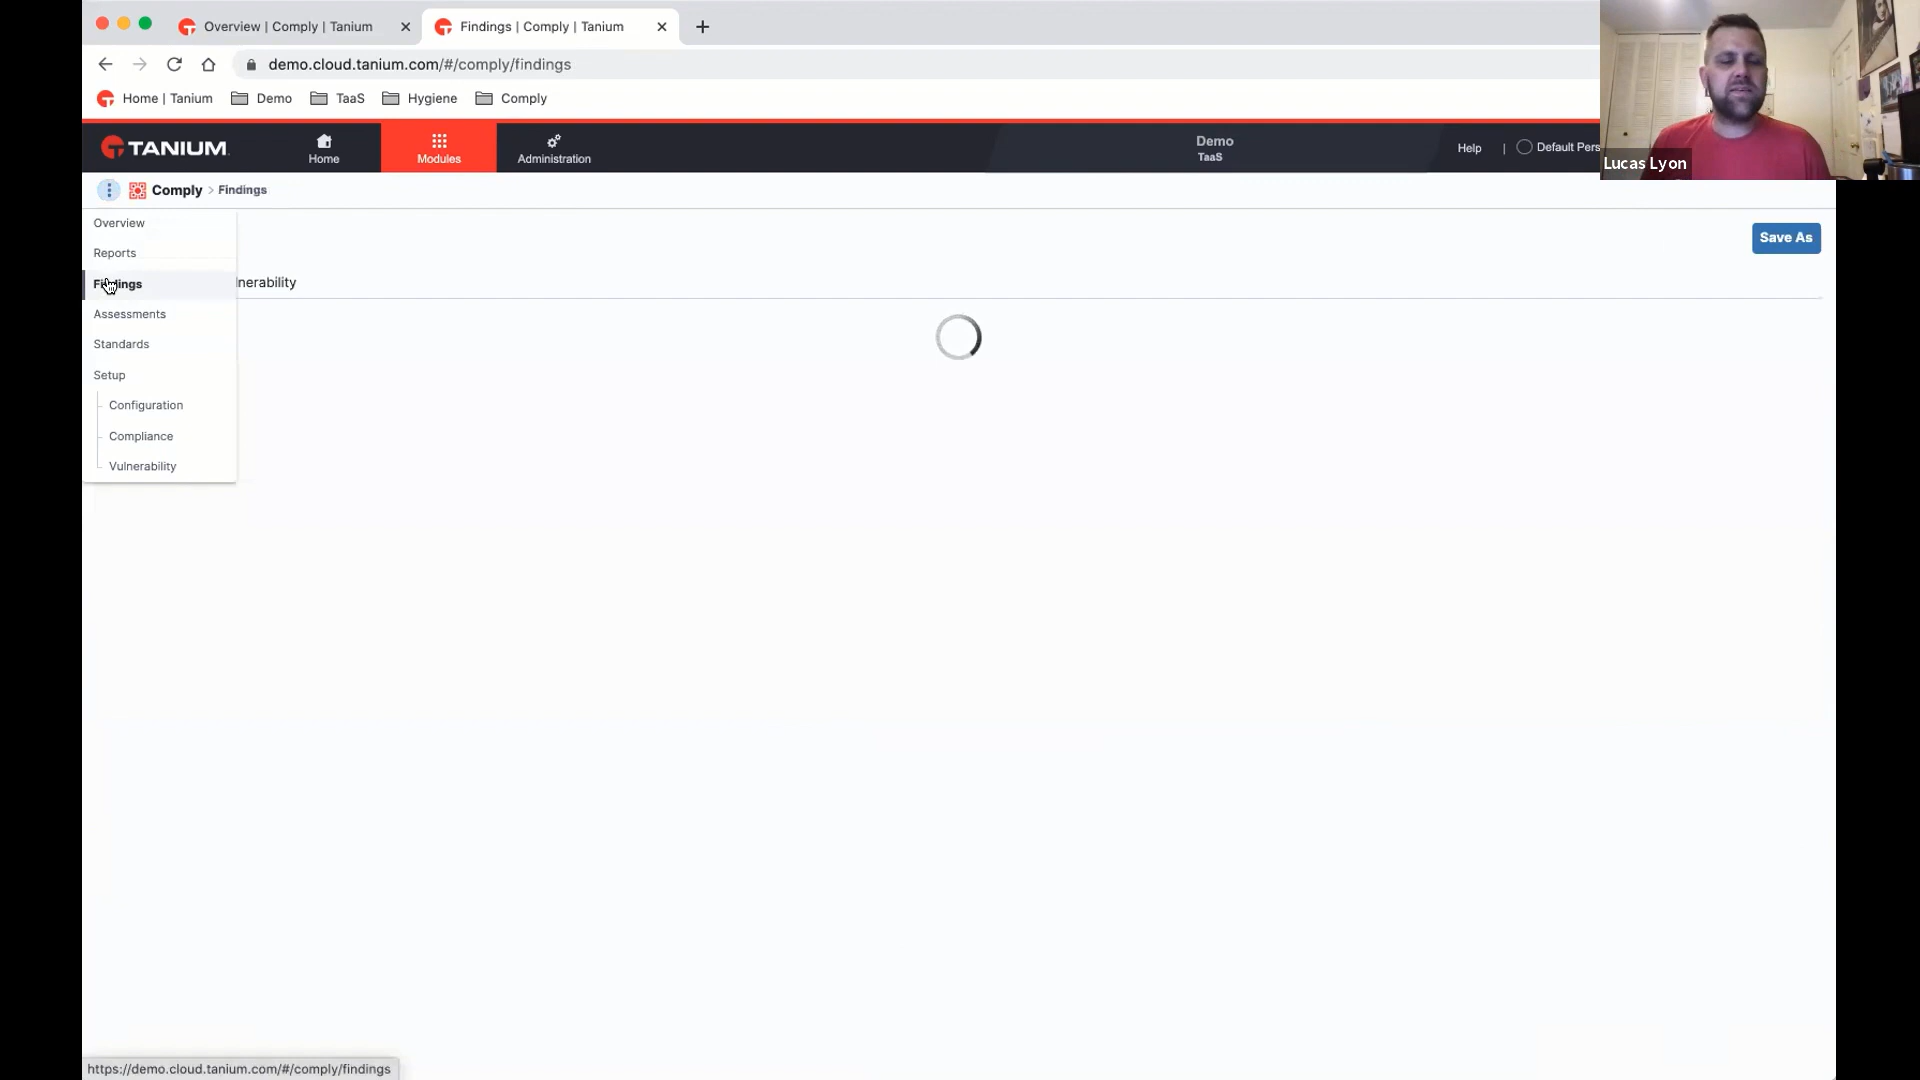 Overview | Comply | Tanium
Findings | Comply | Tanium
demo.cloud.tanium.com/#/comply/findings
Home | Tanium
Demo
TaaS
Hygiene
Comply
TANIUM
Home
Modules
Administration
Demo
TaaS
Help
Default Pers
Lucas Lyon
Comply > Findings
Overview
Save As
Reports
Findings
lnerability
Assessments
Standards
Setup
Configuration
Compliance
Vulnerability
https://demo.cloud.tanium.com/#/comply/findings